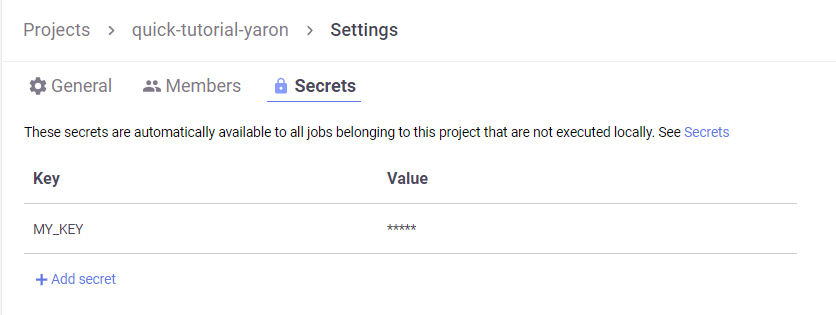 Projects > quick-tutorial-yaron > Settings
General Members Secrets
These secrets are automatically available to all jobs belonging to this project that are not executed locally. See Secrets
Key Value
MY_KEY *****
+ Add secret